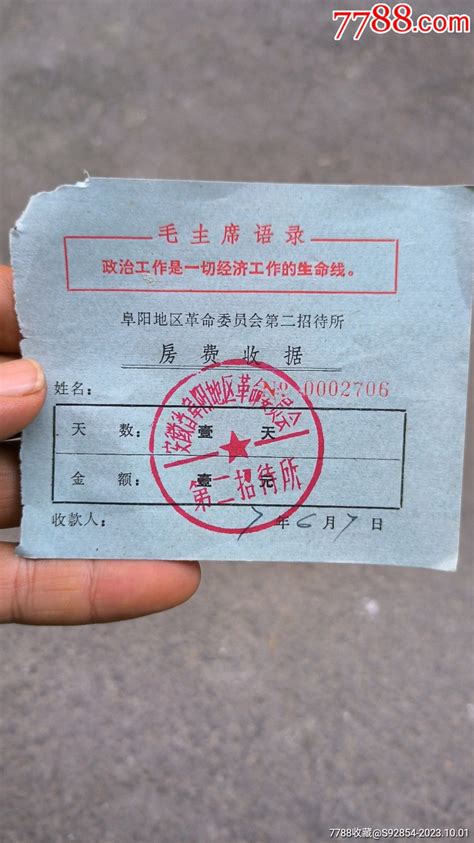 7788.com
毛主席语录
政治工作是一切经济工作的生命线。
阜阳地区革命委员会第二招待所
房费收据
姓名: No 0002706
天数: 壹天
金额: 壹元
收款人: 7年6月7日
安徽省阜阳地区革命委员会
第二招待所
7788收藏@S92854-2023.10.01